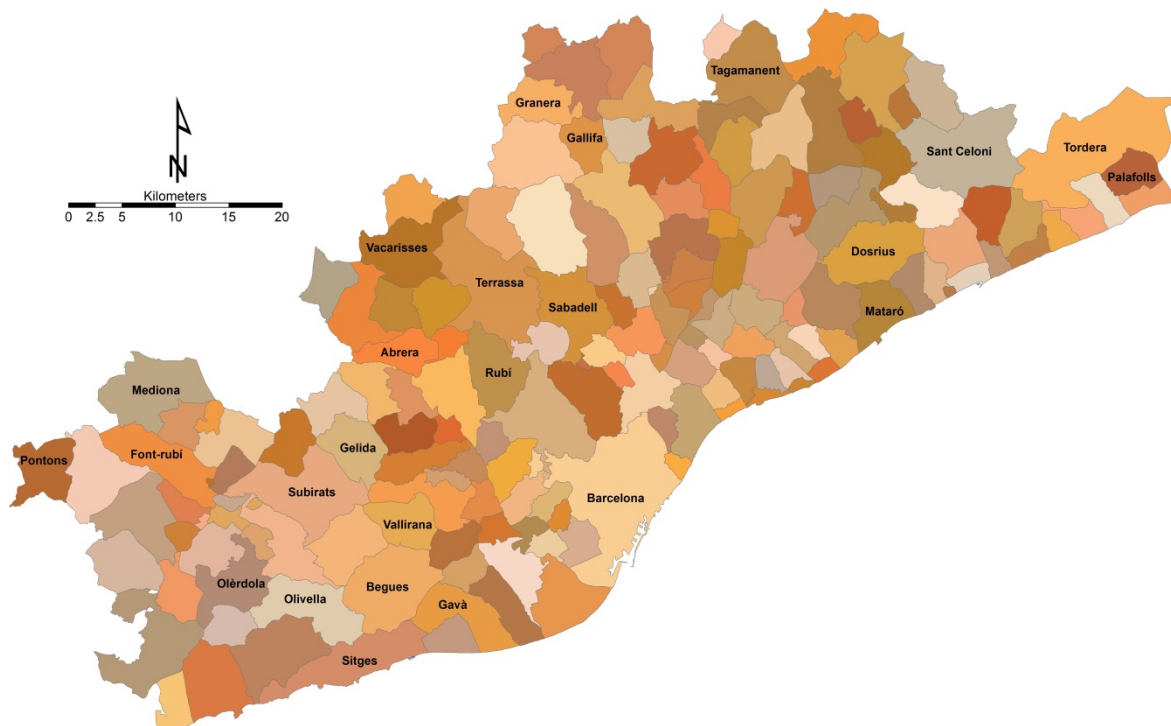 Tagamanent
Granera
Gallifa
Sant Celoni
Tordera
Palafolls
N
Kilometers
0 2.5 5 10 15 20
Vacarisses
Dosrius
Terrassa
Sabadell
Mataró
Abrera
Rubí
Mediona
Gelida
Pontons
Font-rubí
Subirats
Barcelona
Vallirana
Olèrdola
Begues
Olivella
Gavà
Sitges